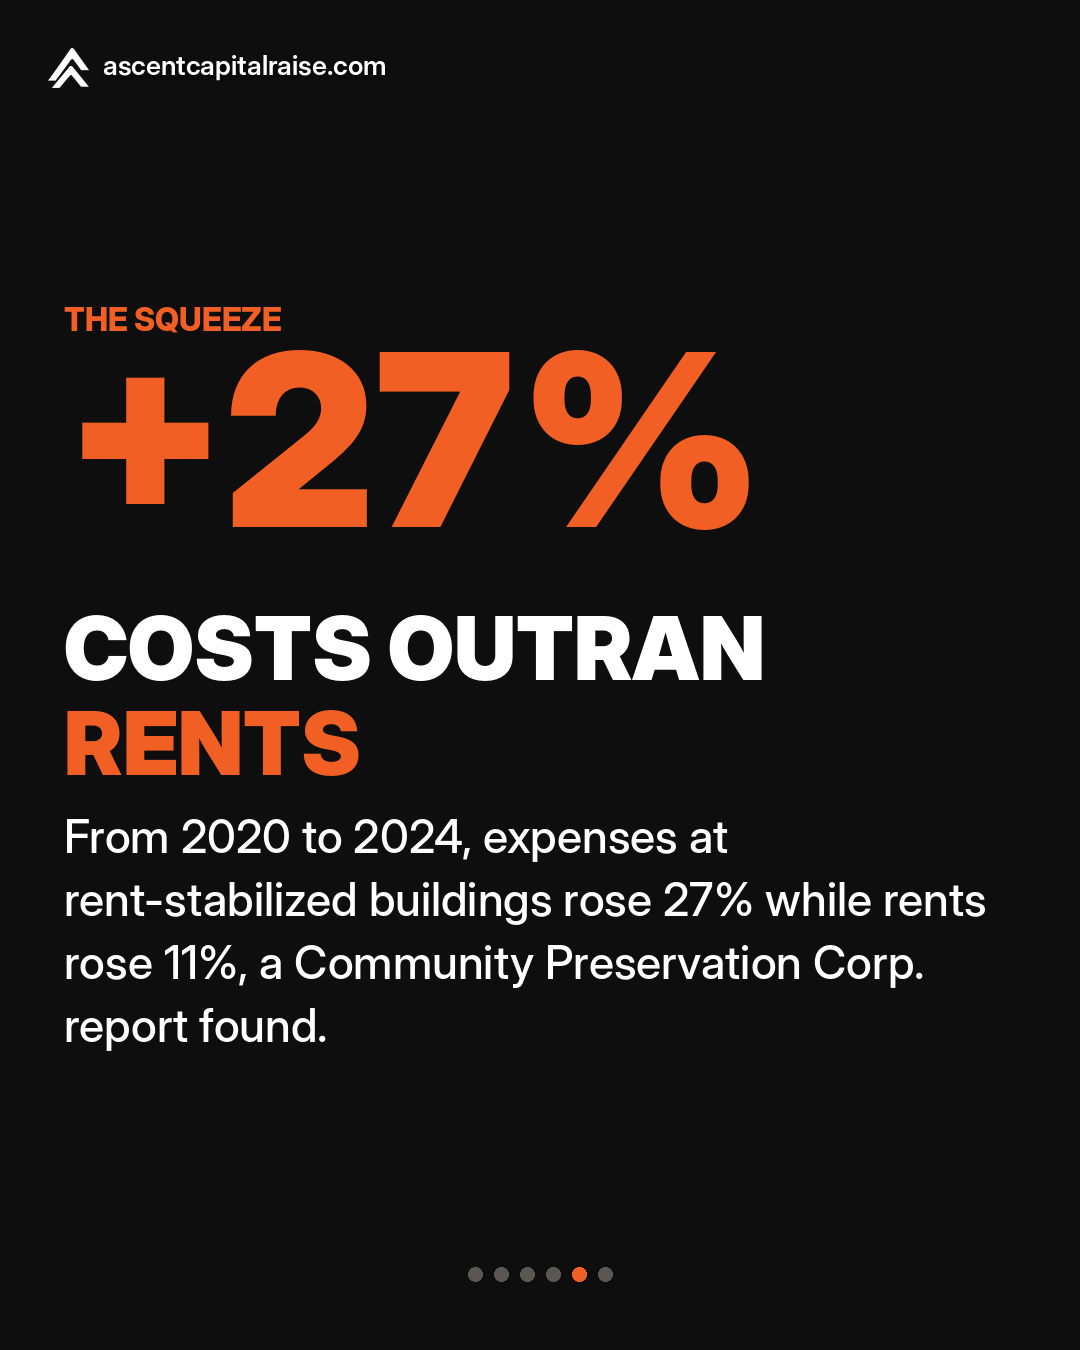 ascentcapitalraise.com
THE SQUEEZE
+27%
COSTS OUTRAN
RENTS
From 2020 to 2024, expenses at
rent-stabilized buildings rose 27% while rents
rose 11%, a Community Preservation Corp.
report found.